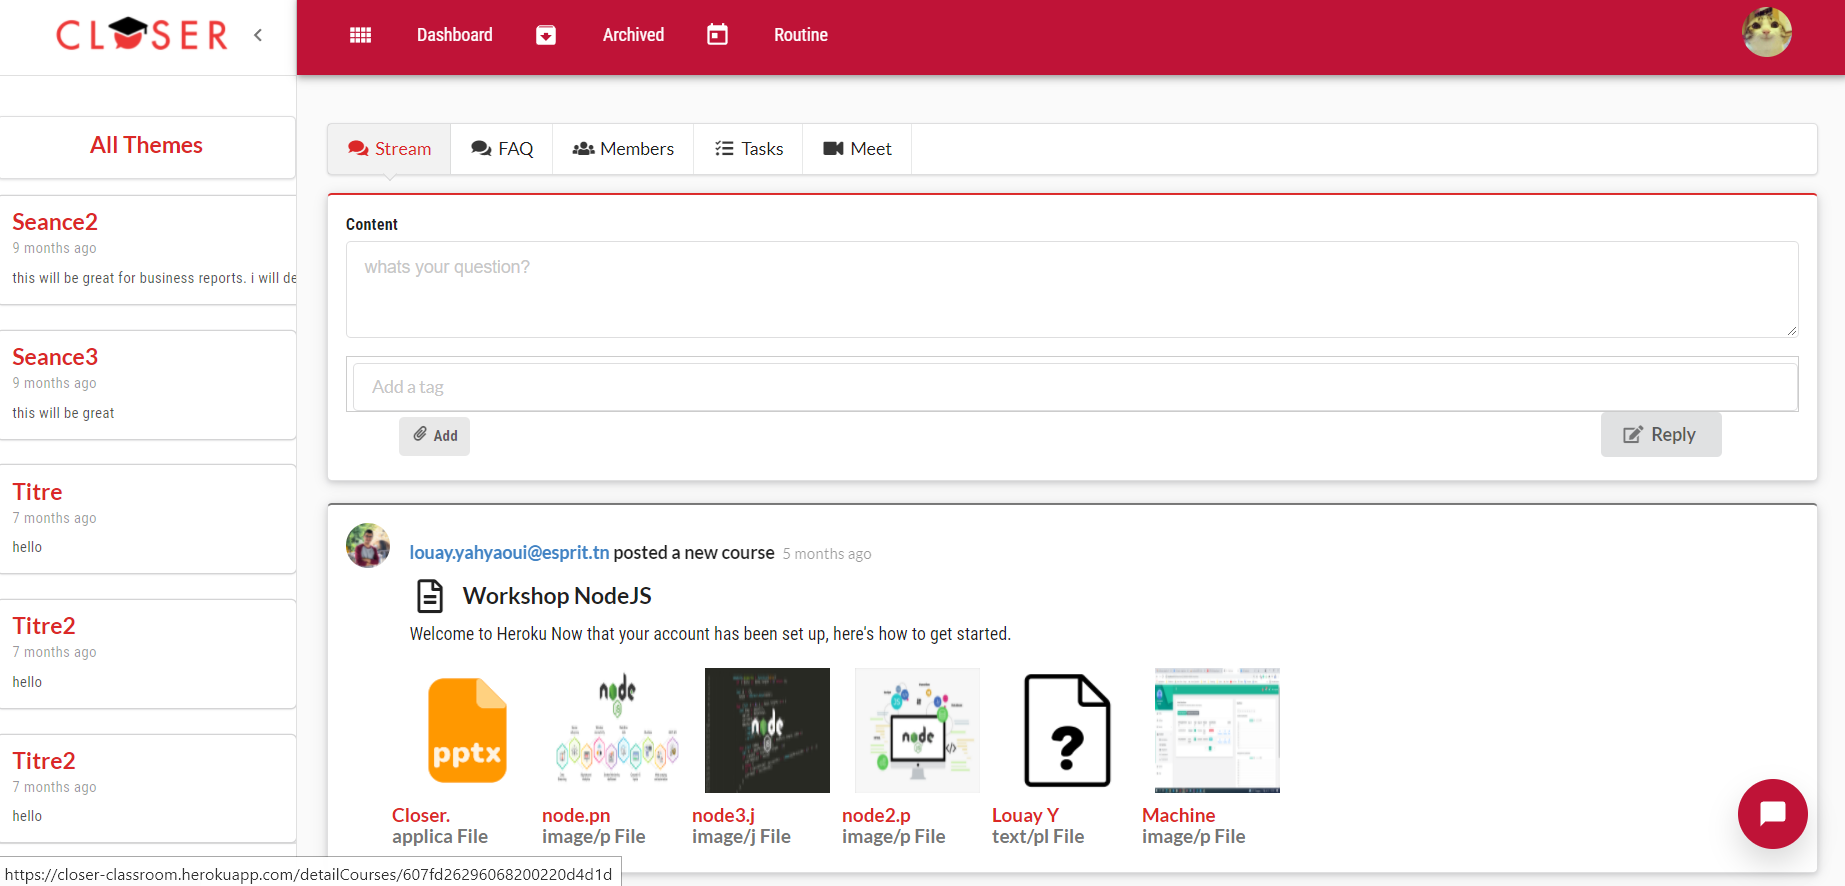 CLOSER
Dashboard
Archived
Routine
All Themes
Seance2
9 months ago
this will be great for business reports. i will de
Seance3
9 months ago
this will be great
Titre
7 months ago
hello
Titre2
7 months ago
hello
Titre2
7 months ago
hello
Stream
FAQ
Members
Tasks
Meet
Content
whats your question?
Add a tag
Add
Reply
louay.yahyaoui@esprit.tn posted a new course 5 months ago
Workshop NodeJS
Welcome to Heroku Now that your account has been set up, here's how to get started.
pptx
node
node
node
?
Closer.
applica File
node.pn
image/p File
node3.j
image/j File
node2.p
image/p File
Louay Y
text/pl File
Machine
image/p File
https://closer-classroom.herokuapp.com/detailCourses/607fd26296068200220d4d1d